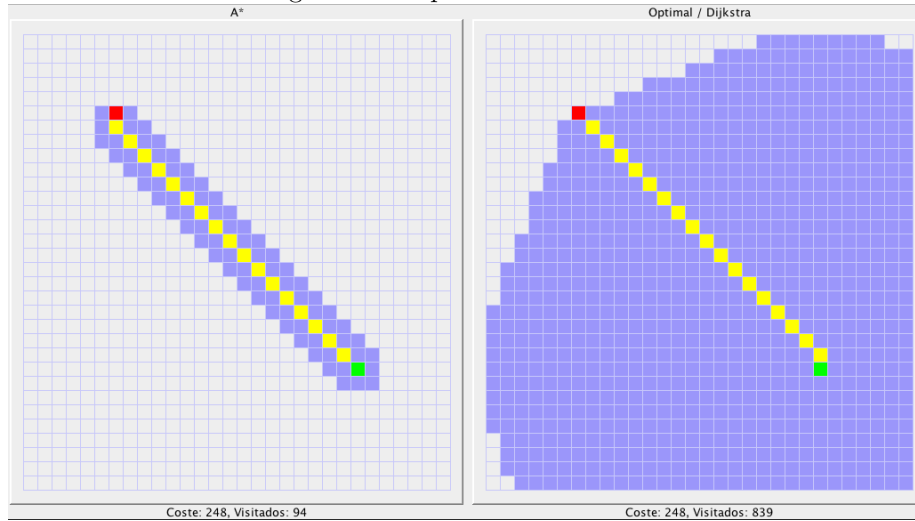 A*
Optimal / Dijkstra
Coste: 248, Visitados: 94
Coste: 248, Visitados: 839